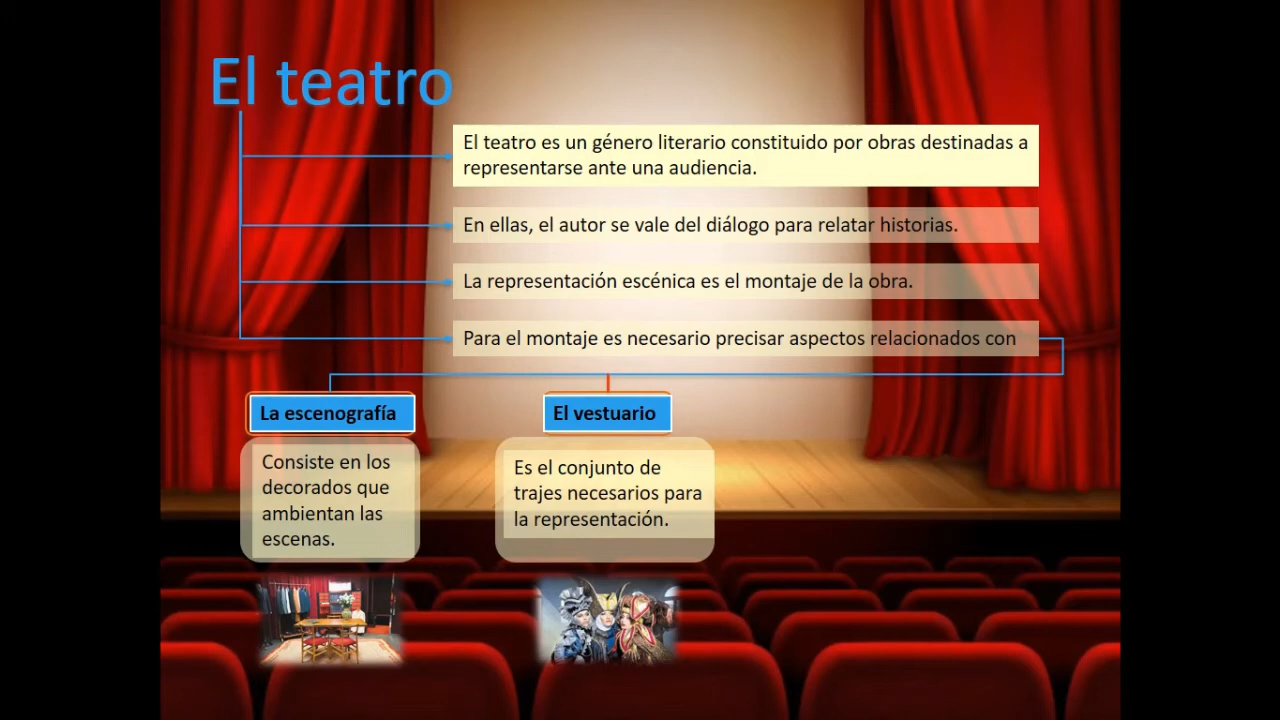 El teatro
El teatro es un género literario constituido por obras destinadas a
representarse ante una audiencia.
En ellas, el autor se vale del diálogo para relatar historias.
La representación escénica es el montaje de la obra.
Para el montaje es necesario precisar aspectos relacionados con
La escenografía
Consiste en los
decorados que
ambientan las
escenas.
El vestuario
Es el conjunto de
trajes necesarios para
la representación.